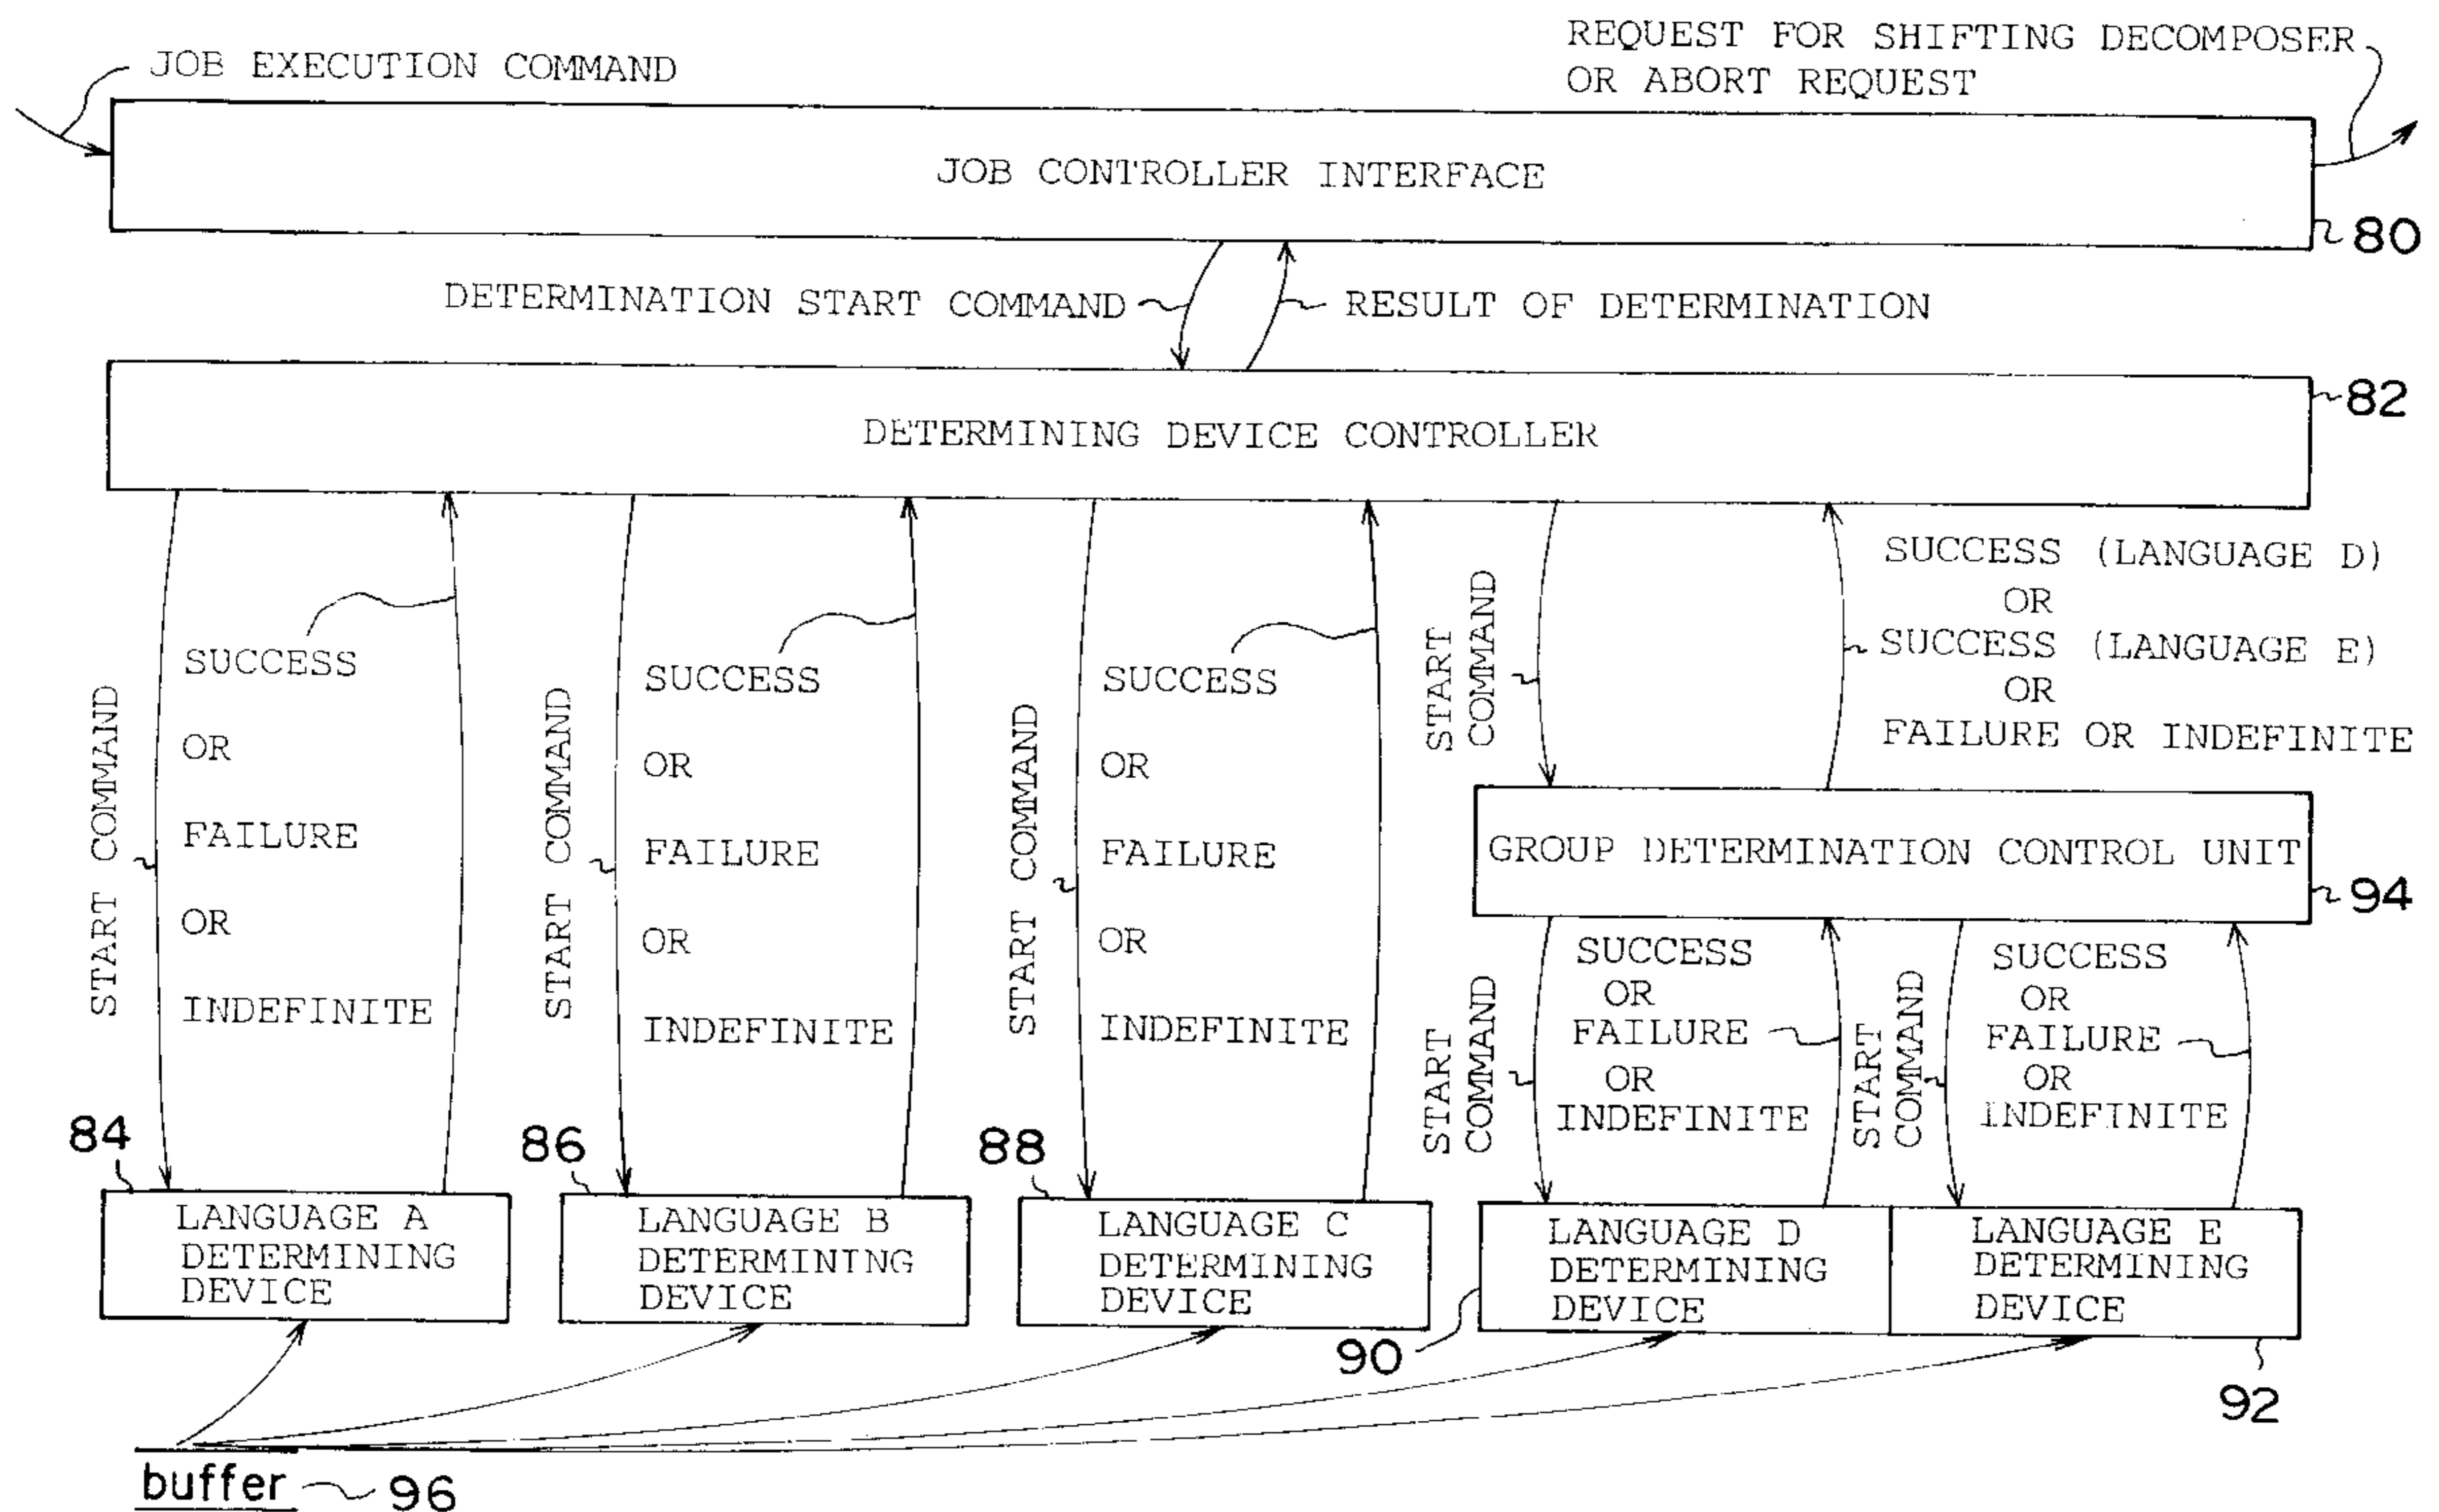 JOB EXECUTION COMMAND
REQUEST FOR SHIFTING DECOMPOSER
OR ABORT REQUEST
JOB CONTROLLER INTERFACE
80
DETERMINATION START COMMAND
RESULT OF DETERMINATION
82
DETERMINING DEVICE CONTROLLER
START COMMAND
SUCCESS
OR
FAILURE
OR
INDEFINITE
START COMMAND
SUCCESS
OR
FAILURE
OR
INDEFINITE
START COMMAND
SUCCESS
OR
FAILURE
OR
INDEFINITE
START
COMMAND
SUCCESS (LANGUAGE D)
OR
SUCCESS (LANGUAGE E)
OR
FAILURE OR INDEFINITE
GROUP DETERMINATION CONTROL UNIT
94
START
COMMAND
SUCCESS
OR
FAILURE
OR
INDEFINITE
START
COMMAND
SUCCESS
OR
FAILURE
OR
INDEFINITE
84
LANGUAGE A
DETERMINING
DEVICE
86
LANGUAGE B
DETERMINING
DEVICE
88
LANGUAGE C
DETERMINING
DEVICE
90
LANGUAGE D
DETERMINING
DEVICE
LANGUAGE E
DETERMINING
DEVICE
92
buffer
96